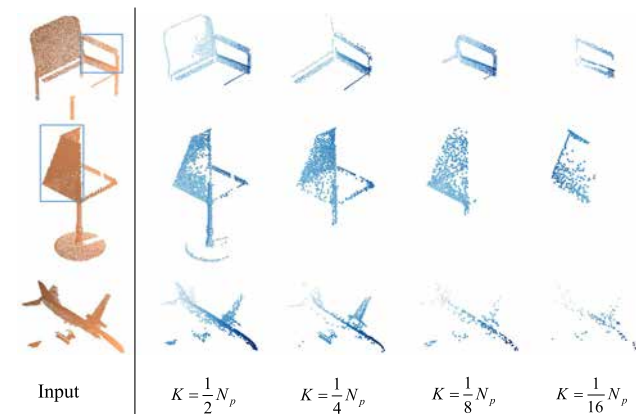 Input
K = 1/2 N_p
K = 1/4 N_p
K = 1/8 N_p
K = 1/16 N_p